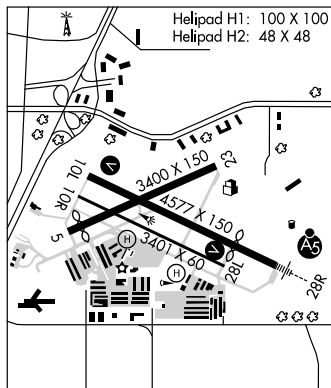 Helipad H1: 100 X 100
Helipad H2: 48 X 48
10L
10R
V
3400 X 150
23
4577 X 150
5
H
3401 X 60
V
28L
H
A5
28R